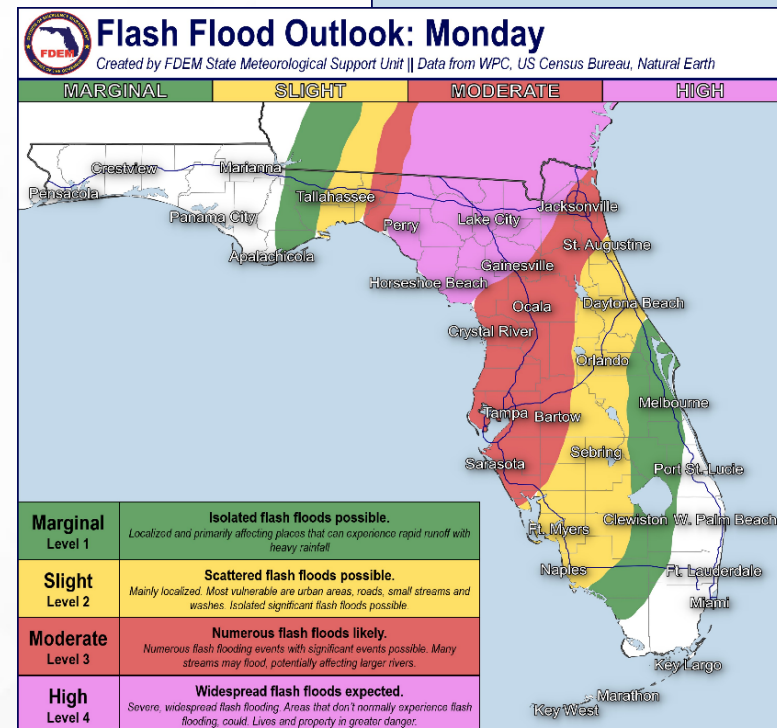 Flash Flood Outlook: Monday
FDEM
Created by FDEM State Meteorological Support Unit || Data from WPC, US Census Bureau, Natural Earth
MARGINAL SLIGHT MODERATE HIGH
Crestview
Marianna
Pensacola
Tallahassee
Panama City
Perry
Lake City
Jacksonville
Apalachicola
St. Augustine
Gainesville
Horseshoe Beach
Ocala
Daytona Beach
Crystal River
Orlando
Tampa
Bartow
Melbourne
Sarasota
Sebring
Port St. Lucie
Ft. Myers
Clewiston
W. Palm Beach
Naples
Ft. Lauderdale
Miami
Key Largo
Marathon
Key West
Marginal
Level 1
Isolated flash floods possible.
Localized and primarily affecting places that can experience rapid runoff with
heavy rainfall
Slight
Level 2
Scattered flash floods possible.
Mainly localized. Most vulnerable are urban areas, roads, small streams and
washes. Isolated significant flash floods possible.
Moderate
Level 3
Numerous flash floods likely.
Numerous flash flooding events with significant events possible. Many
streams may flood, potentially affecting larger rivers.
High
Level 4
Widespread flash floods expected.
Severe, widespread flash flooding. Areas that don't normally experience flash
flooding, could. Lives and property in greater danger.